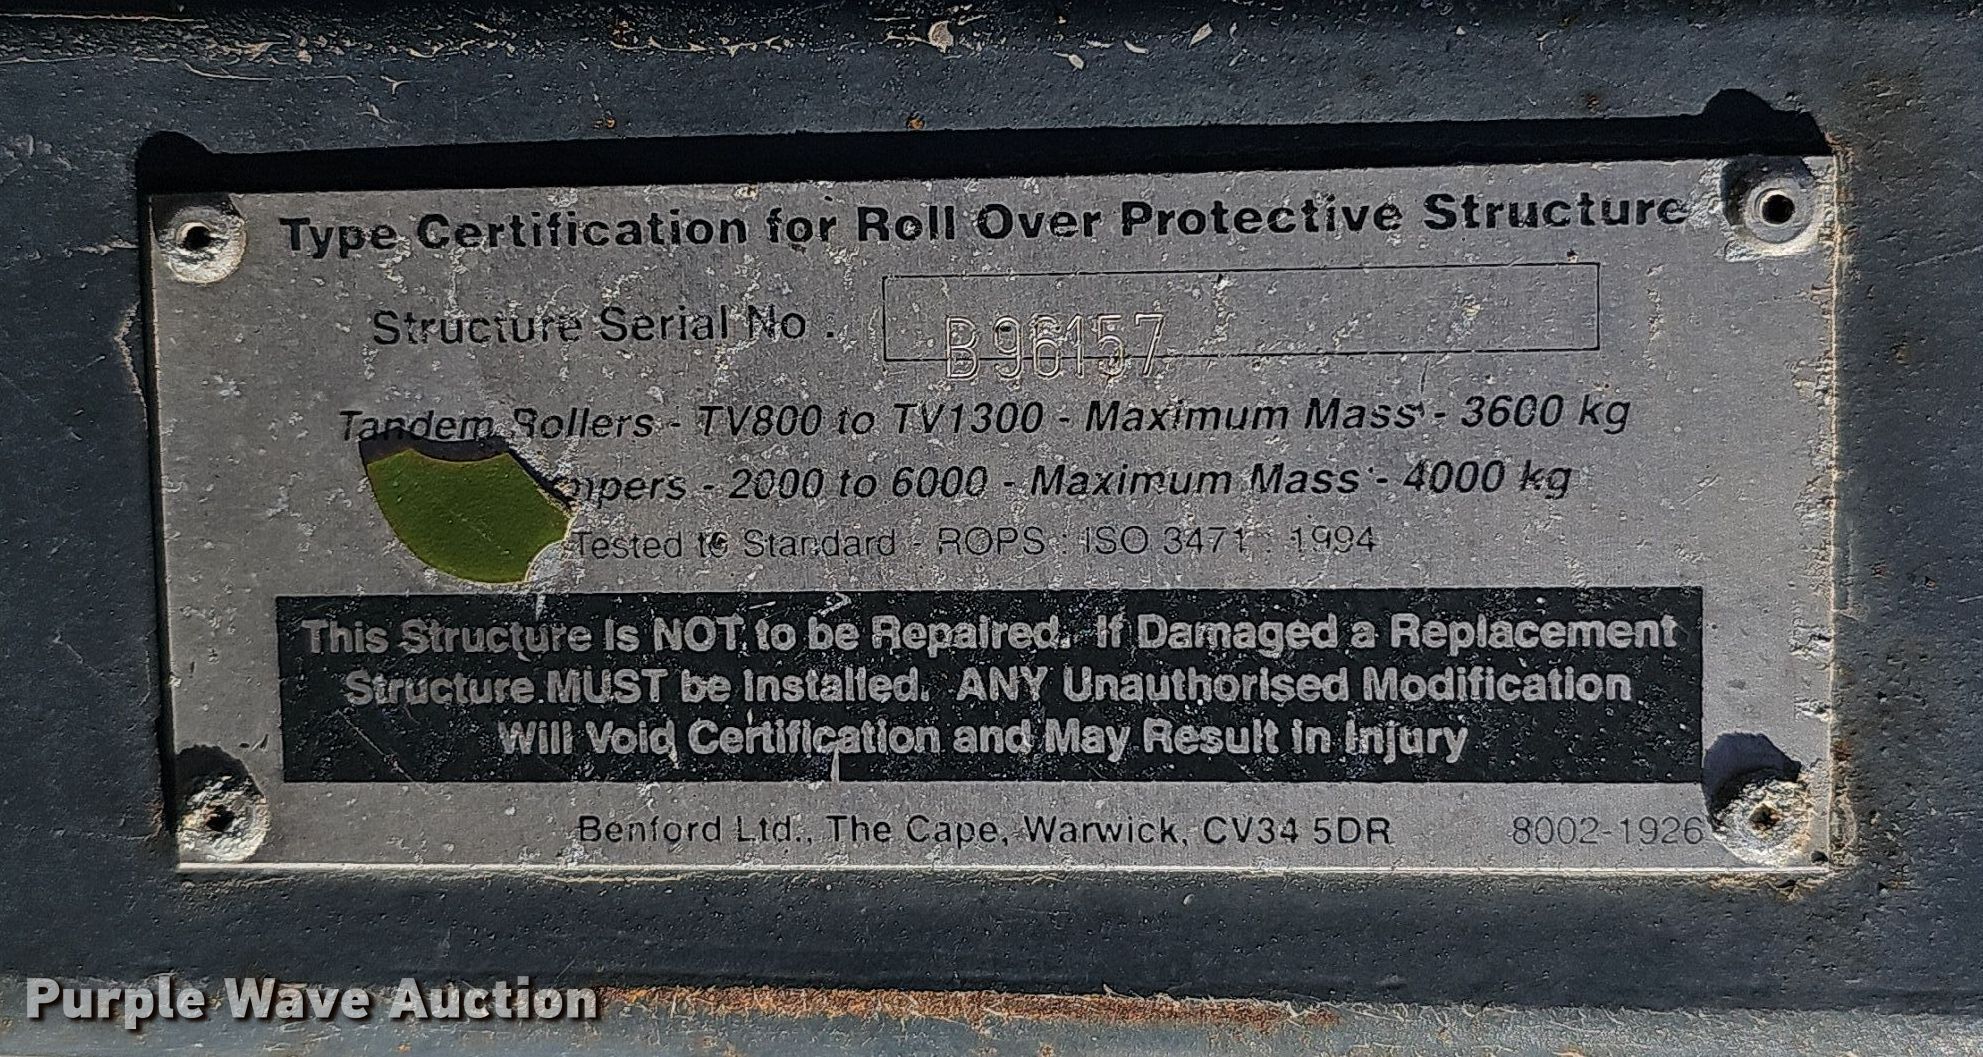 Type Certification for Roll Over Protective Structure
Structure Serial No : B96157
Tandem Rollers - TV800 to TV1300 - Maximum Mass - 3600 kg
- 2000 to 6000 - Maximum Mass - 4000 kg
Tested to Standard - ROPS : ISO 3471 : 1994
This Structure is NOT to be Repaired. If Damaged a Replacement
Structure MUST be Installed. ANY Unauthorised Modification
Will Void Certification and May Result in Injury
Benford Ltd., The Cape, Warwick, CV34 5DR 8002-1926
Purple Wave Auction